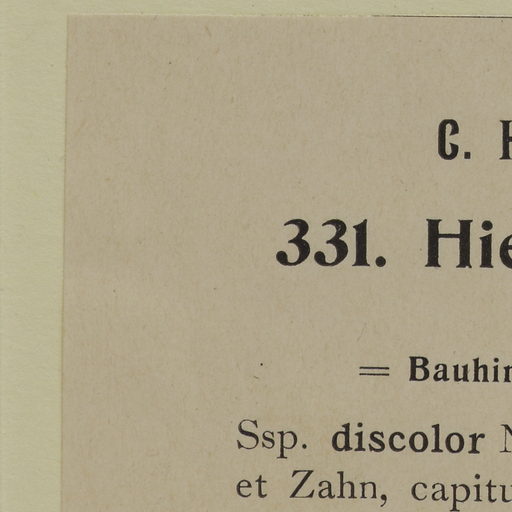 C. H
331. Hie
= Bauhin
Ssp. discolor N
et Zahn, capitu